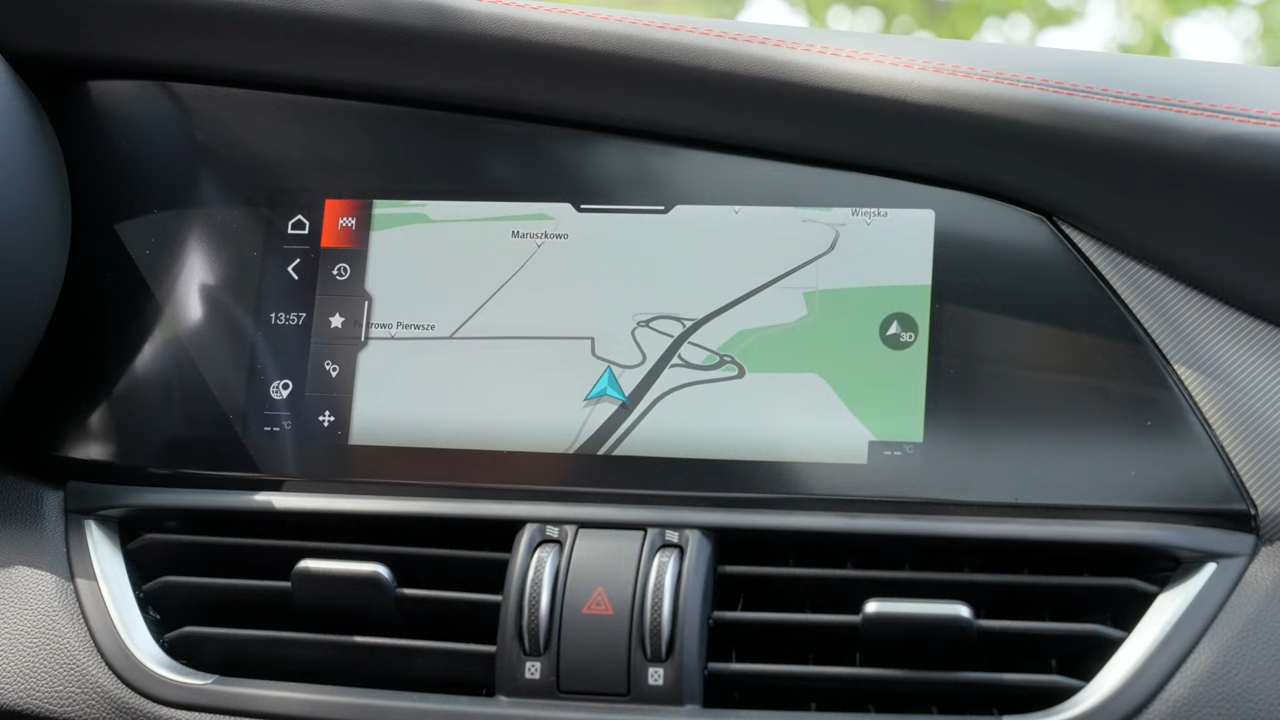 Wiejska
Maruszkowo
13:57
trowo Pierwsze
3D
-- °C
-- °C